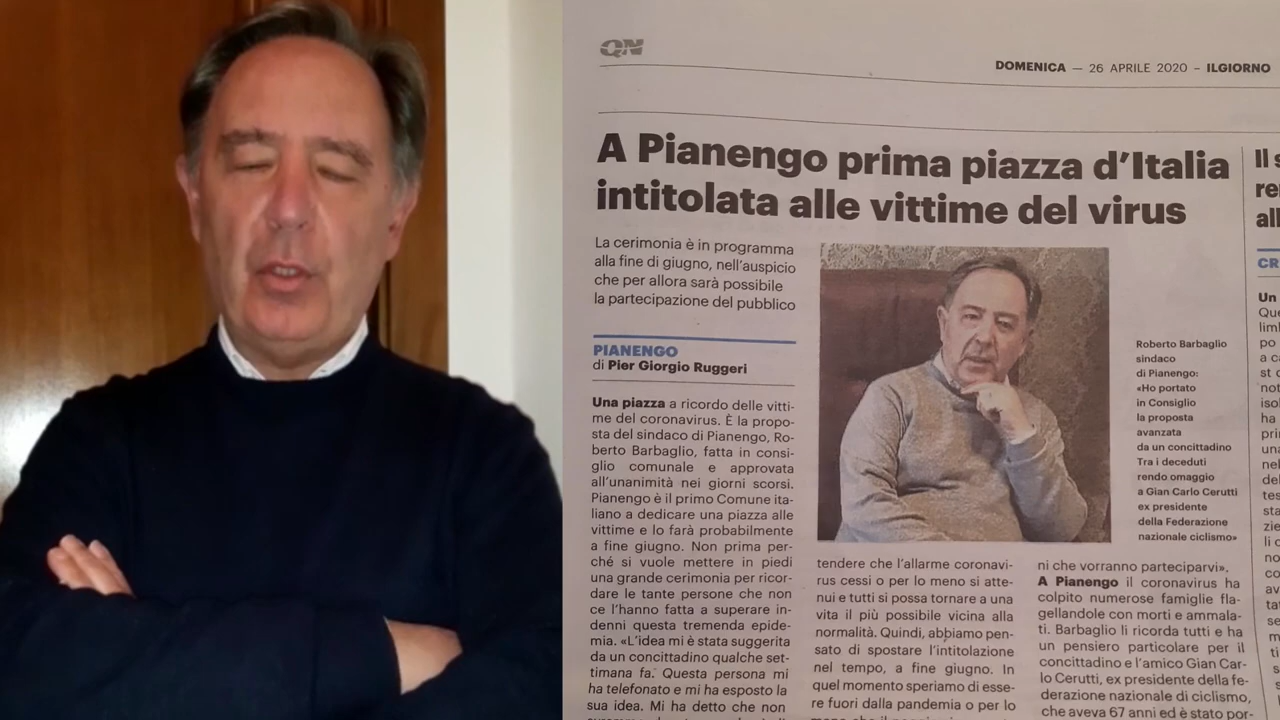 QN
DOMENICA — 26 APRILE 2020 – ILGIORNO
A Pianengo prima piazza d'Italia
intitolata alle vittime del virus
La cerimonia è in programma
alla fine di giugno, nell'auspicio
che per allora sarà possibile
la partecipazione del pubblico
PIANENGO
di Pier Giorgio Ruggeri
Una piazza a ricordo delle vitti-
me del coronavirus. È la propo-
sta del sindaco di Pianengo, Ro-
berto Barbaglio, fatta in consi-
glio comunale e approvata
all'unanimità nei giorni scorsi.
Pianengo è il primo Comune ita-
liano a dedicare una piazza alle
vittime e lo farà probabilmente
a fine giugno. Non prima per-
ché si vuole mettere in piedi
una grande cerimonia per ricor-
dare le tante persone che non
ce l'hanno fatta a superare in-
denni questa tremenda epide-
mia. «L'idea mi è stata suggerita
da un concittadino qualche set-
timana fa. Questa persona mi
ha telefonato e mi ha esposto la
sua idea. Mi ha detto che non
Roberto Barbaglio
sindaco
di Pianengo:
«Ho portato
in Consiglio
la proposta
avanzata
da un concittadino
Tra i deceduti
rendo omaggio
a Gian Carlo Cerutti
ex presidente
della Federazione
nazionale ciclismo»
tendere che l'allarme coronavi-
rus cessi o per lo meno si atte-
nui e tutti si possa tornare a una
vita il più possibile vicina alla
normalità. Quindi, abbiamo pen-
sato di spostare l'intitolazione
nel tempo, a fine giugno. In
quel momento speriamo di esse-
re fuori dalla pandemia o per lo
ni che vorranno parteciparvi».
A Pianengo il coronavirus ha
colpito numerose famiglie fla-
gellandole con morti e ammala-
ti. Barbaglio li ricorda tutti e ha
un pensiero particolare per il
concittadino e l'amico Gian Car-
lo Cerutti, ex presidente della fe-
derazione nazionale di ciclismo,
che aveva 67 anni ed è stato por-
Il
CR
Un